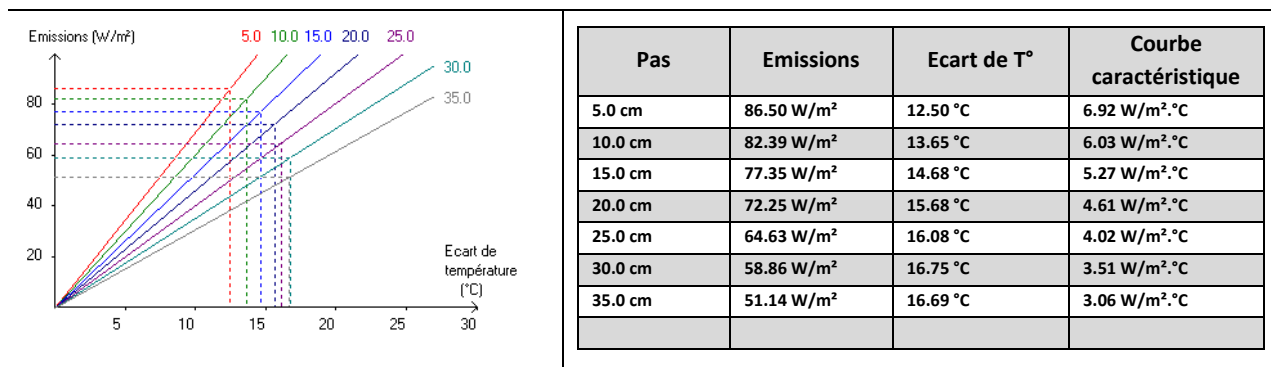 Emissions (W/m²)
5.0 10.0 15.0 20.0 25.0
30.0
35.0
80
60
40
20
Ecart de
température
(°C)
5 10 15 20 25 30
Pas Emissions Ecart de T° Courbe
caractéristique
5.0 cm 86.50 W/m² 12.50 °C 6.92 W/m².°C
10.0 cm 82.39 W/m² 13.65 °C 6.03 W/m².°C
15.0 cm 77.35 W/m² 14.68 °C 5.27 W/m².°C
20.0 cm 72.25 W/m² 15.68 °C 4.61 W/m².°C
25.0 cm 64.63 W/m² 16.08 °C 4.02 W/m².°C
30.0 cm 58.86 W/m² 16.75 °C 3.51 W/m².°C
35.0 cm 51.14 W/m² 16.69 °C 3.06 W/m².°C